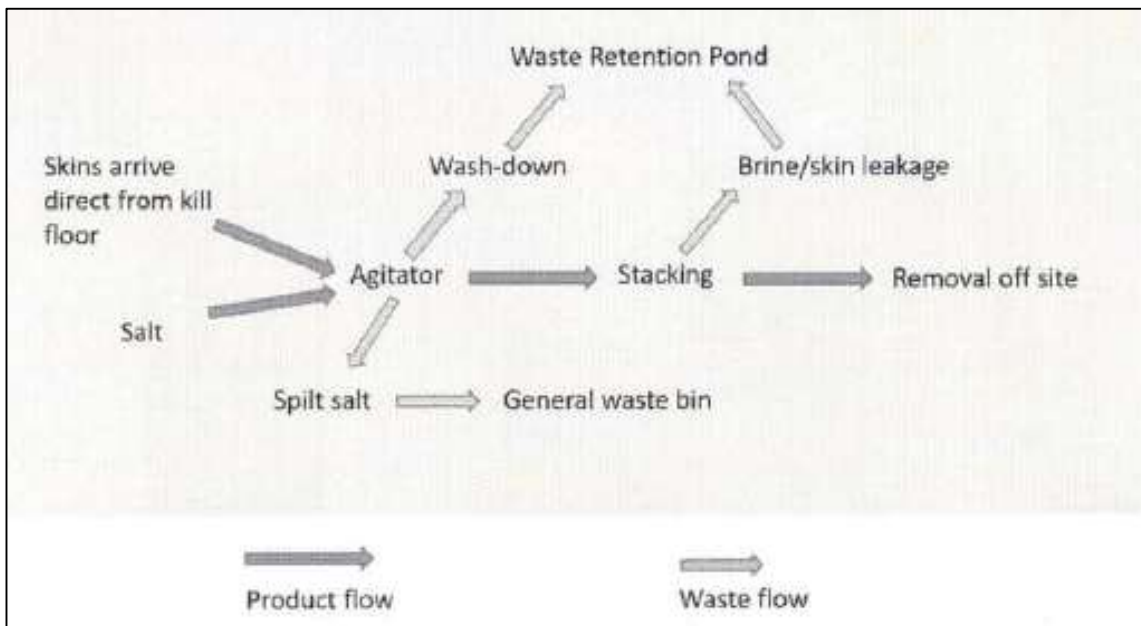 Waste Retention Pond
Skins arrive
direct from kill
floor
Wash-down
Brine/skin leakage
Agitator
Stacking
Removal off site
Salt
Spilt salt
General waste bin
Product flow
Waste flow